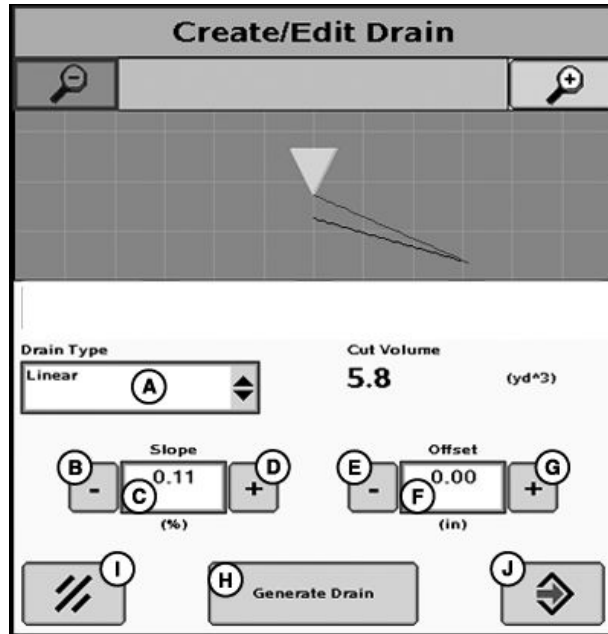 Create/Edit Drain
Drain Type
Cut Volume
Linear
A
5.8
(yd^3)
Slope
Offset
B
-
C
0.11
D
+
E
-
F
0.00
G
+
(%)
(in)
I
H
Generate Drain
J